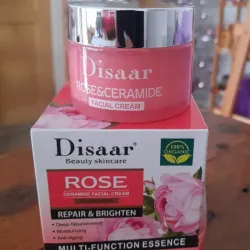 Disaar
ROSE&CERAMIDE
FACIAL CREAM
Disaar
Beauty skincare
100%
ORGANIC
ROSE
CERAMIDE FACIAL CREAM
REPAIR & BRIGHTEN
• Deep Nourishment
• Moisturizing
• Anti-Aging
MULTI-FUNCTION ESSENCE